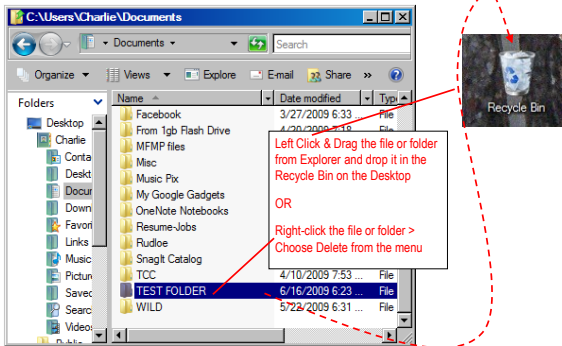 C:\Users\Charlie\Documents
Documents
Search
Organize Views Explore E-mail Share »
Folders
Name Date modified Typ
Desktop
Charlie
Conta
Deskt
Docur
Down
Favori
Links
Music
Picture
Saved
Searc
Videos
Facebook 3/27/2009 6:33 ... File
From 1gb Flash Drive 4/20/2009 7:18 File
MFMP files
Misc
Music Pix
My Google Gadgets
OneNote Notebooks
Resume-Jobs
Rudloe
SnagIt Catalog
TCC 4/10/2009 7:53 ... File
TEST FOLDER 6/16/2009 6:23 ... File
WILD 5/22/2009 6:31 ... File
Left Click & Drag the file or folder
from Explorer and drop it in the
Recycle Bin on the Desktop
OR
Right-click the file or folder >
Choose Delete from the menu
Recycle Bin